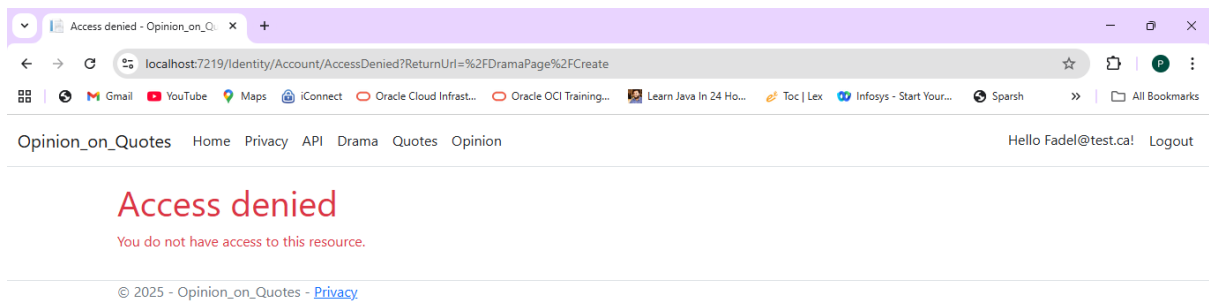 Access denied - Opinion_on_Qu
localhost:7219/Identity/Account/AccessDenied?ReturnUrl=%2FDramaPage%2FCreate
P
Gmail YouTube Maps iConnect Oracle Cloud Infrast... Oracle OCI Training... Learn Java In 24 Ho... Toc | Lex Infosys - Start Your... Sparsh » All Bookmarks
Opinion_on_Quotes Home Privacy API Drama Quotes Opinion Hello Fadel@test.ca! Logout
Access denied
You do not have access to this resource.
© 2025 - Opinion_on_Quotes - Privacy